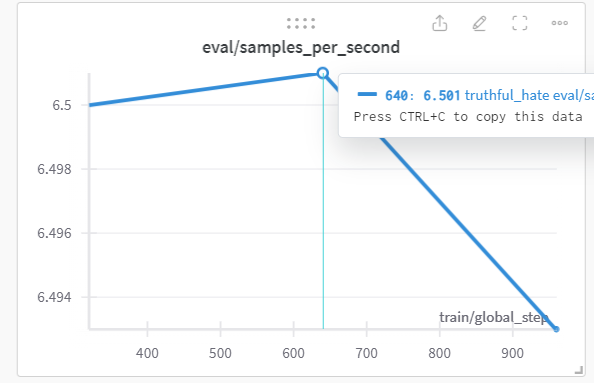 eval/samples_per_second
640: 6.501 truthful_hate eval/sa
Press CTRL+C to copy this data
6.5
6.498
6.496
6.494
train/global_step
400 500 600 700 800 900